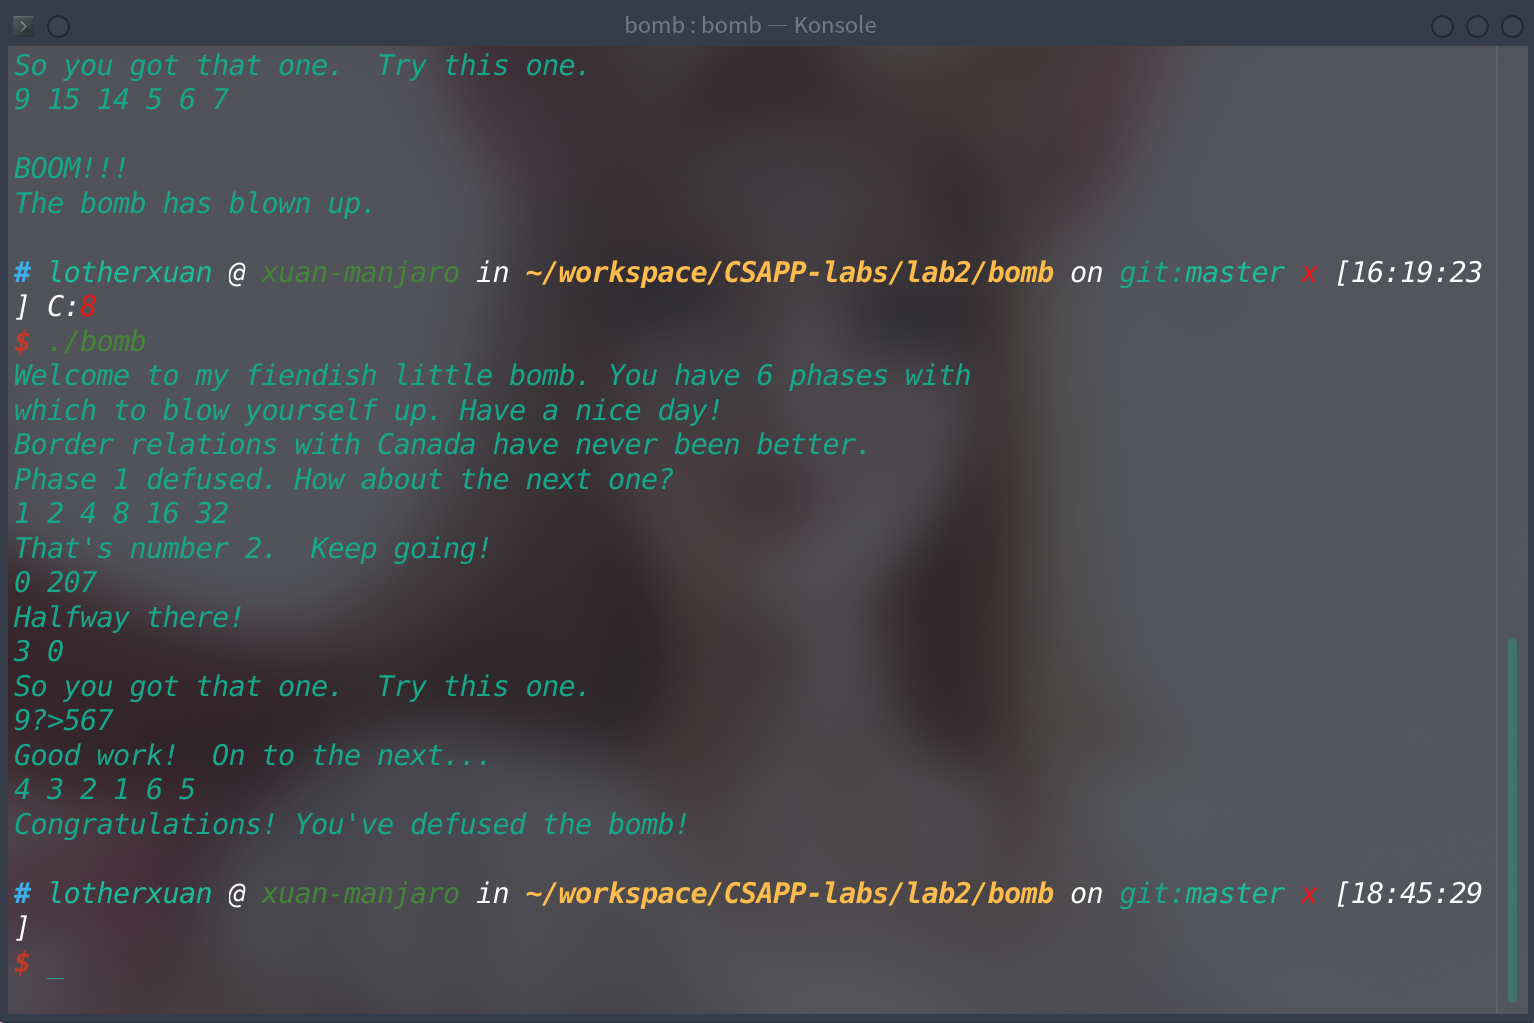 bomb : bomb — Konsole
So you got that one.  Try this one.
9 15 14 5 6 7
BOOM!!!
The bomb has blown up.
# lotherxuan @ xuan-manjaro in ~/workspace/CSAPP-labs/lab2/bomb on git:master x [16:19:23
] C:8
$ ./bomb
Welcome to my fiendish little bomb. You have 6 phases with
which to blow yourself up. Have a nice day!
Border relations with Canada have never been better.
Phase 1 defused. How about the next one?
1 2 4 8 16 32
That's number 2.  Keep going!
0 207
Halfway there!
3 0
So you got that one.  Try this one.
9?>567
Good work!  On to the next...
4 3 2 1 6 5
Congratulations! You've defused the bomb!
# lotherxuan @ xuan-manjaro in ~/workspace/CSAPP-labs/lab2/bomb on git:master x [18:45:29
]
$ _